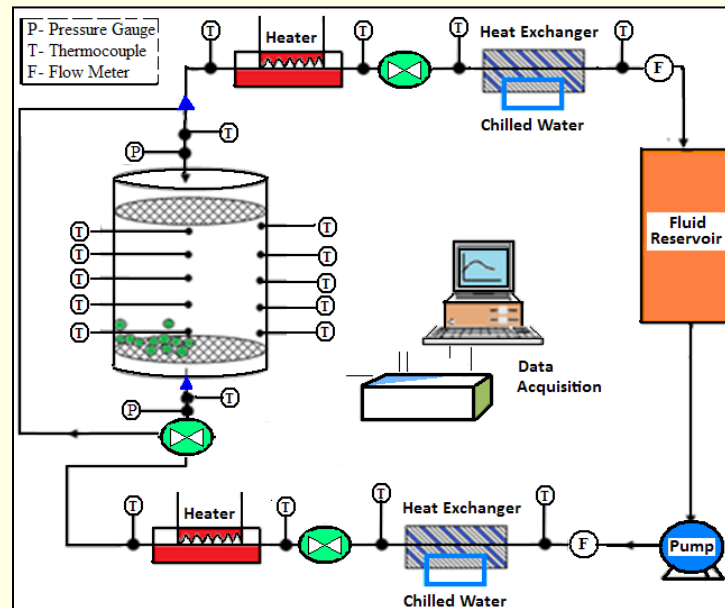 P- Pressure Gauge
T- Thermocouple
F- Flow Meter
T
Heater
T
T
Heat Exchanger
T
F
Chilled Water
T
P
Fluid
Reservoir
T
T
T
T
T
T
T
T
T
T
Data
Acquisition
T
P
T
Heater
T
T
Heat Exchanger
T
F
Pump
Chilled Water